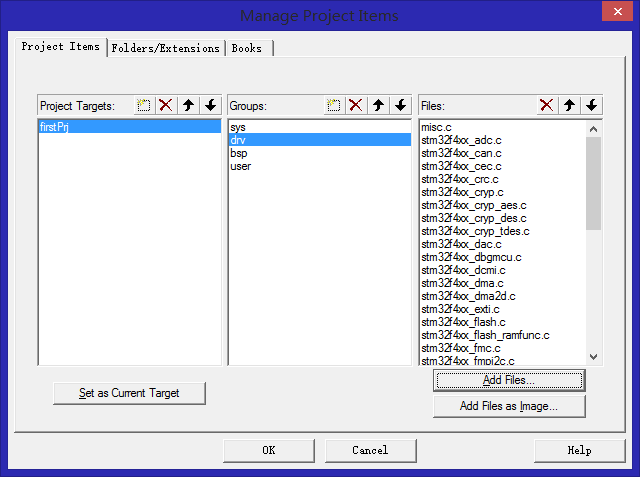 Manage Project Items
Project Items Folders/Extensions Books
Project Targets: Groups: Files:
firstPrj
sys
drv
bsp
user
misc.c
stm32f4xx_adc.c
stm32f4xx_can.c
stm32f4xx_cec.c
stm32f4xx_crc.c
stm32f4xx_cryp.c
stm32f4xx_cryp_aes.c
stm32f4xx_cryp_des.c
stm32f4xx_cryp_tdes.c
stm32f4xx_dac.c
stm32f4xx_dbgmcu.c
stm32f4xx_dcmi.c
stm32f4xx_dma.c
stm32f4xx_dma2d.c
stm32f4xx_exti.c
stm32f4xx_flash.c
stm32f4xx_flash_ramfunc.c
stm32f4xx_fmc.c
stm32f4xx_fmpi2c.c
Set as Current Target
Add Files...
Add Files as Image...
OK Cancel Help